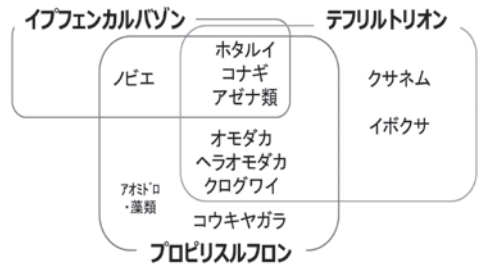 イプフェンカルバゾン
テフリルトリオン
ホタルイ
コナギ
アゼナ類
ノビエ
クサネム
イボクサ
オモダカ
ヘラオモダカ
クログワイ
ｱｵﾐﾄﾞﾛ
・藻類
コウキヤガラ
プロピリスルフロン